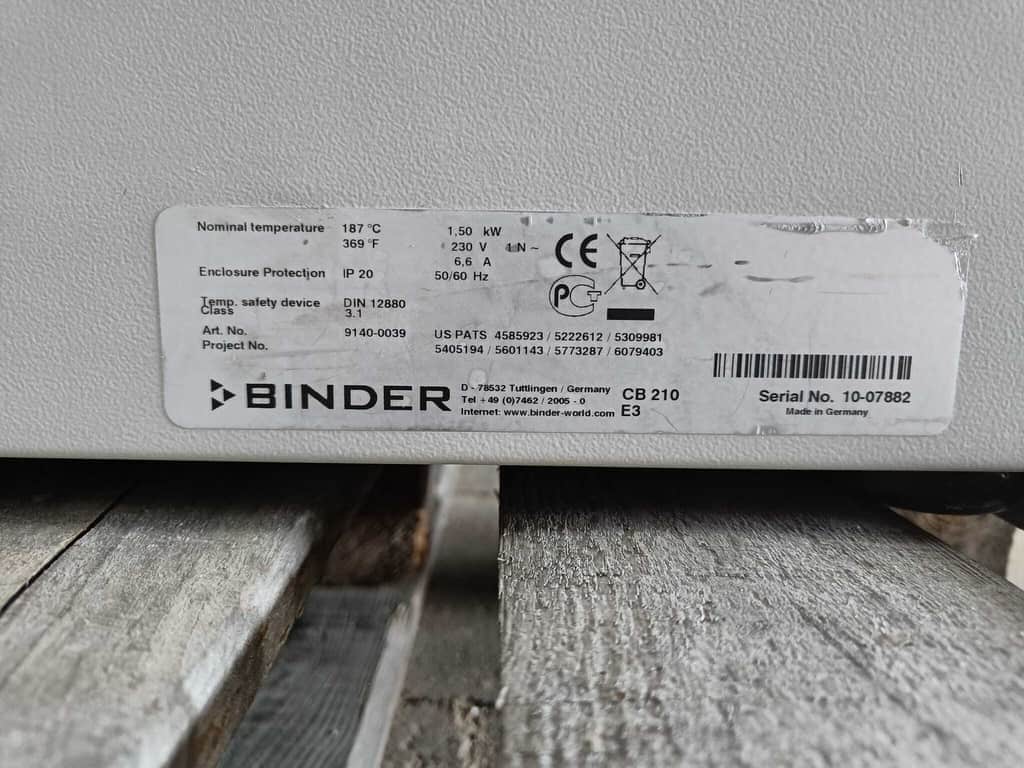 Nominal temperature 187 °C 1,50 kW
369 °F 230 V 1 N ~
6,6 A
Enclosure Protection IP 20 50/60 Hz
Temp. safety device DIN 12880
Class 3.1
Art. No. 9140-0039 US PATS 4585923 / 5222612 / 5309981
Project No. 5405194 / 5601143 / 5773287 / 6079403
BINDER
D - 78532 Tuttlingen / Germany
Tel + 49 (0)7462 / 2005 - 0
Internet: www.binder-world.com
CB 210
E3
Serial No. 10-07882
Made in Germany
CE
PCT